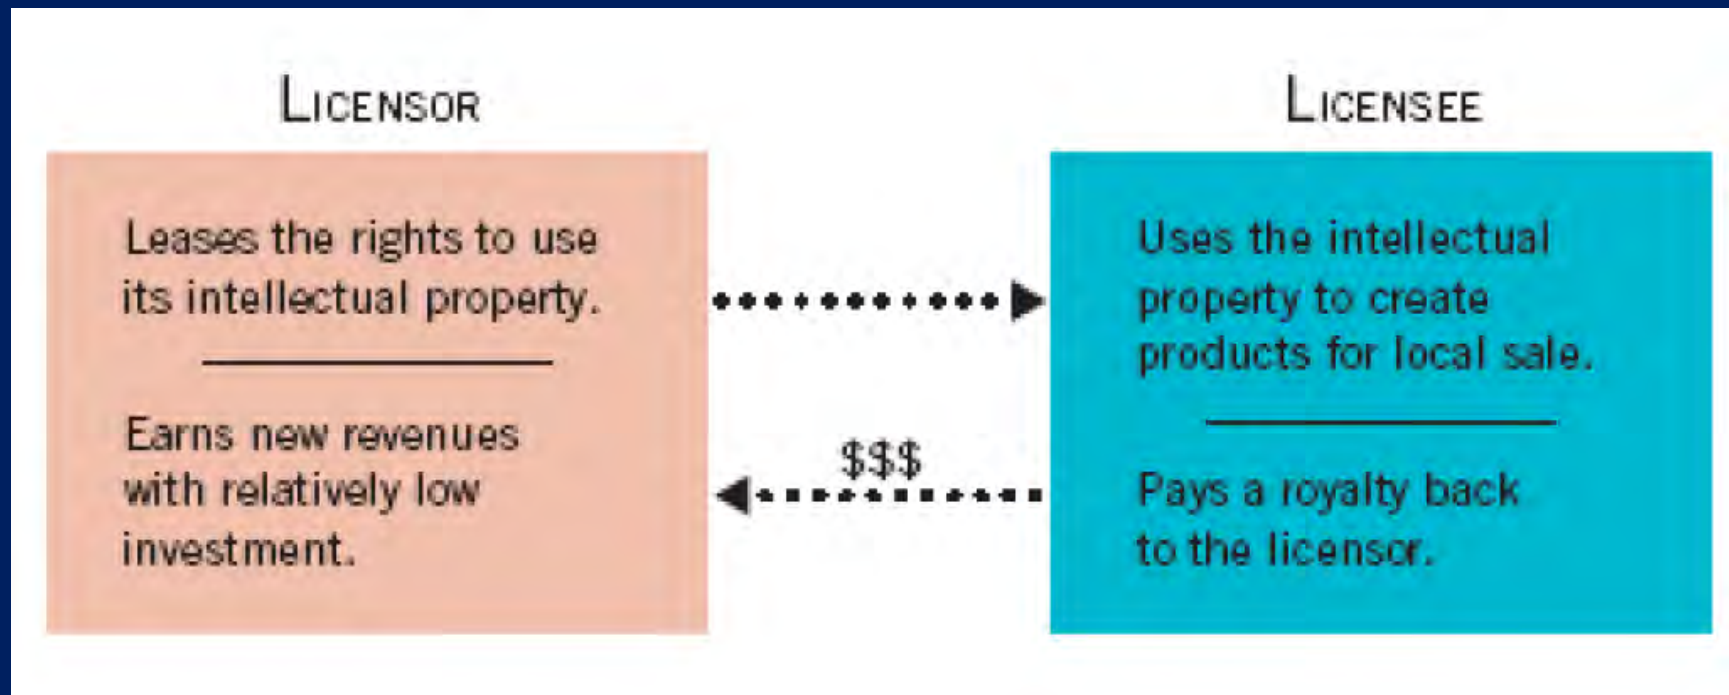 LICENSOR
Leases the rights to use
its intellectual property.
Earns new revenues
with relatively low
investment.
$$$
LICENSEE
Uses the intellectual
property to create
products for local sale.
Pays a royalty back
to the licensor.